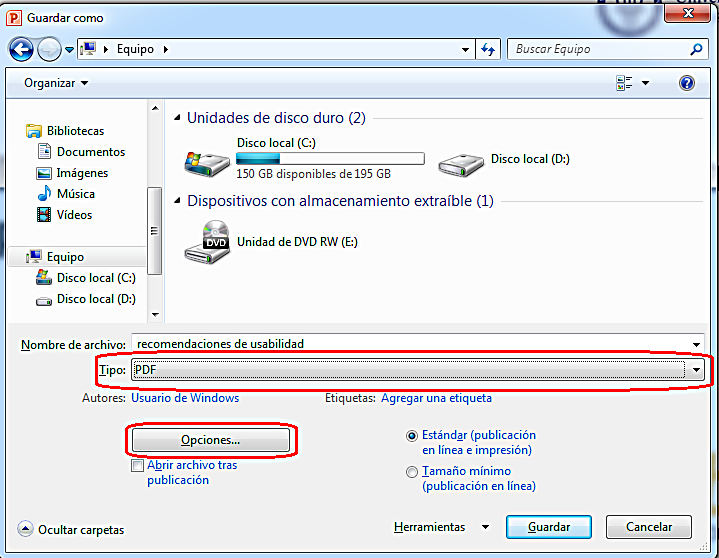 Guardar como
Equipo
Buscar Equipo
Organizar
Bibliotecas
Documentos
Imágenes
Música
Vídeos
Equipo
Disco local (C:)
Disco local (D:)
Unidades de disco duro (2)
Disco local (C:)
150 GB disponibles de 195 GB
Disco local (D:)
Dispositivos con almacenamiento extraíble (1)
DVD
Unidad de DVD RW (E:)
Nombre de archivo: recomendaciones de usabilidad
Tipo: PDF
Autores: Usuario de Windows
Etiquetas: Agregar una etiqueta
Opciones...
Abrir archivo tras
publicación
Estándar (publicación
en línea e impresión)
Tamaño mínimo
(publicación en línea)
Ocultar carpetas
Herramientas
Guardar
Cancelar